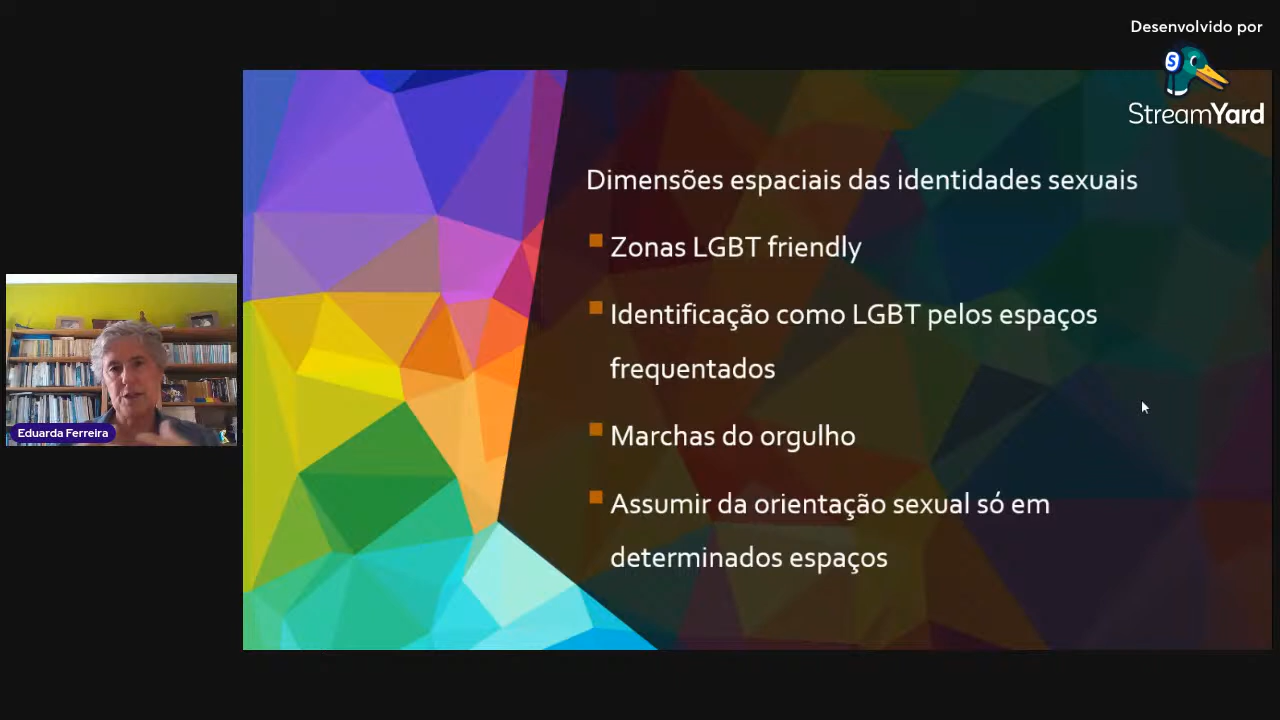 Desenvolvido por
S
StreamYard
Dimensões espaciais das identidades sexuais
Zonas LGBT friendly
Identificação como LGBT pelos espaços
frequentados
Marchas do orgulho
Assumir da orientação sexual só em
determinados espaços
Eduarda Ferreira